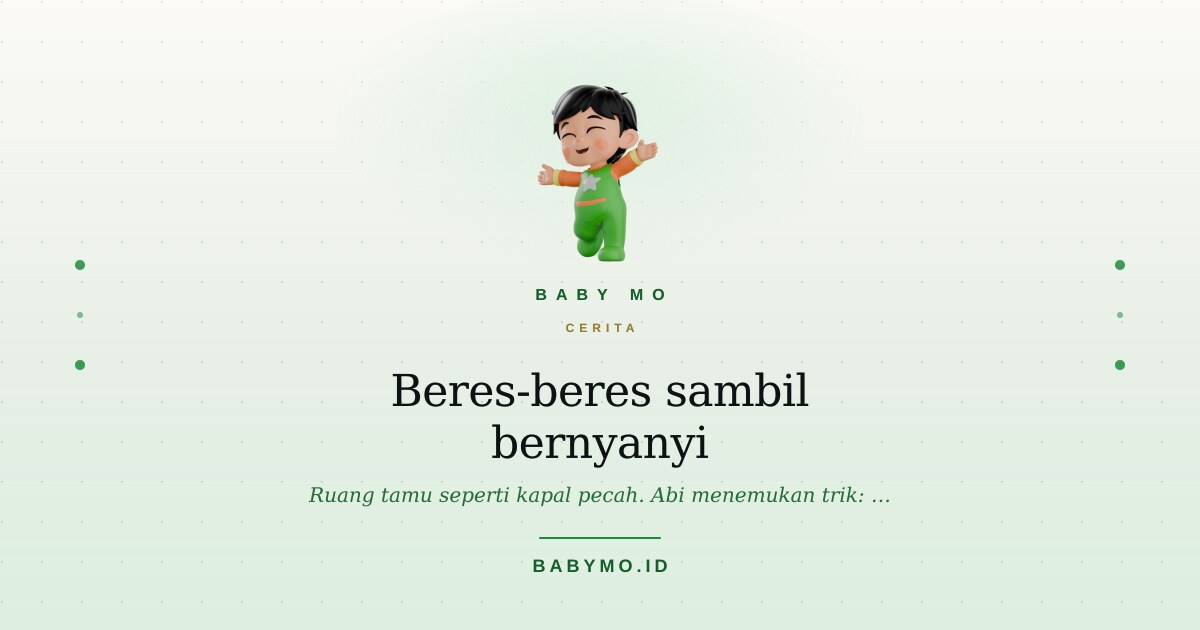 BABY MO
CERITA
Beres-beres sambil
bernyanyi
Ruang tamu seperti kapal pecah. Abi menemukan trik: …
BABYMO.ID